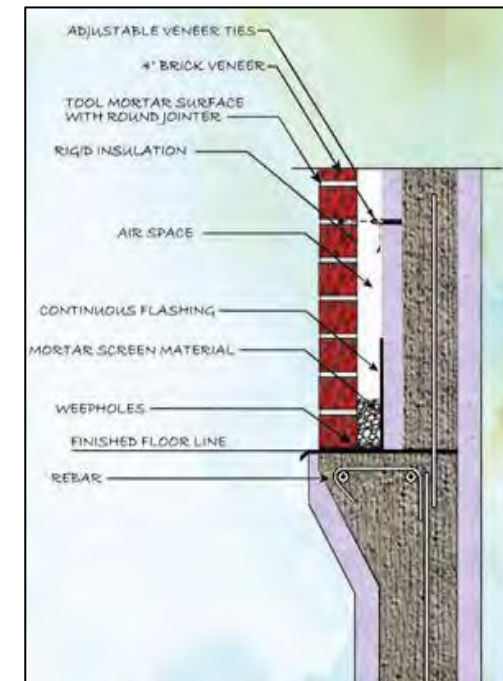 ADJUSTABLE VENEER TIES
4" BRICK VENEER
TOOL MORTAR SURFACE
WITH ROUND JOINTER
RIGID INSULATION
AIR SPACE
CONTINUOUS FLASHING
MORTAR SCREEN MATERIAL
WEEPHOLES
FINISHED FLOOR LINE
REBAR